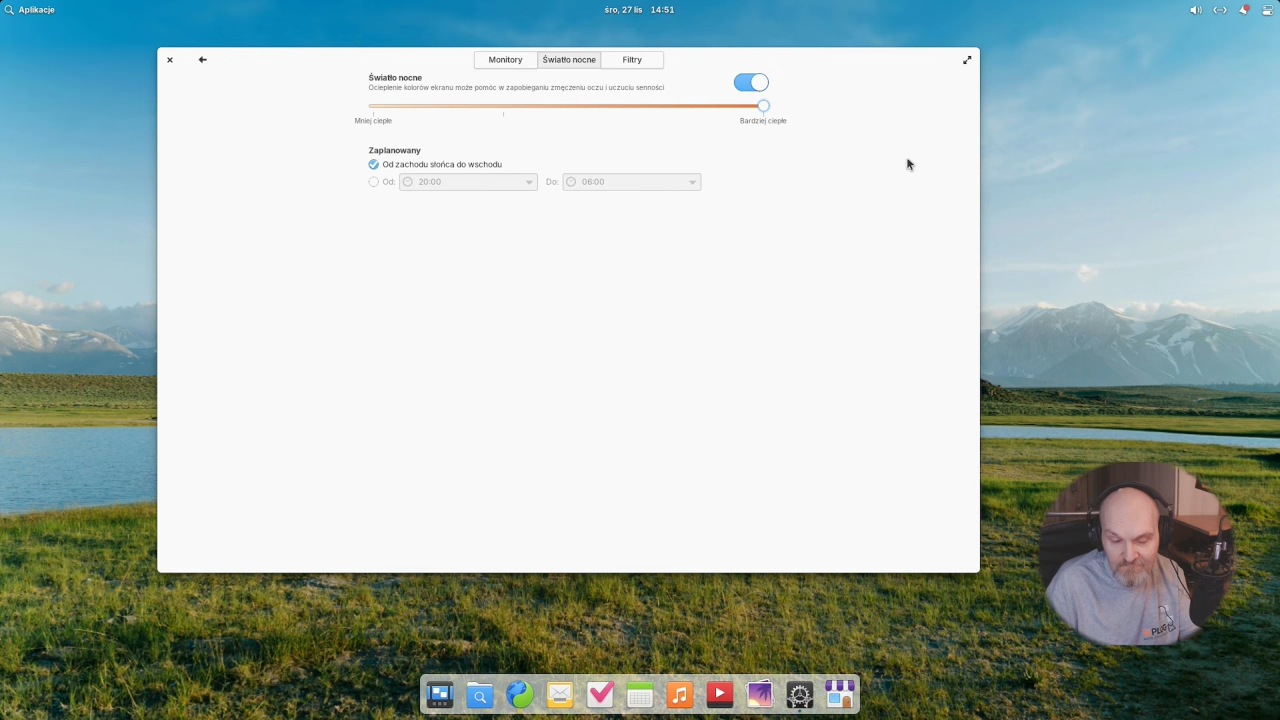 Aplikacje
śro, 27 lis 14:51
Monitory
Światło nocne
Filtry
Światło nocne
Ocieplenie kolorów ekranu może pomóc w zapobieganiu zmęczeniu oczu i uczuciu senności
Mniej ciepłe
Bardziej ciepłe
Zaplanowany
Od zachodu słońca do wschodu
Od: 20:00 Do: 06:00